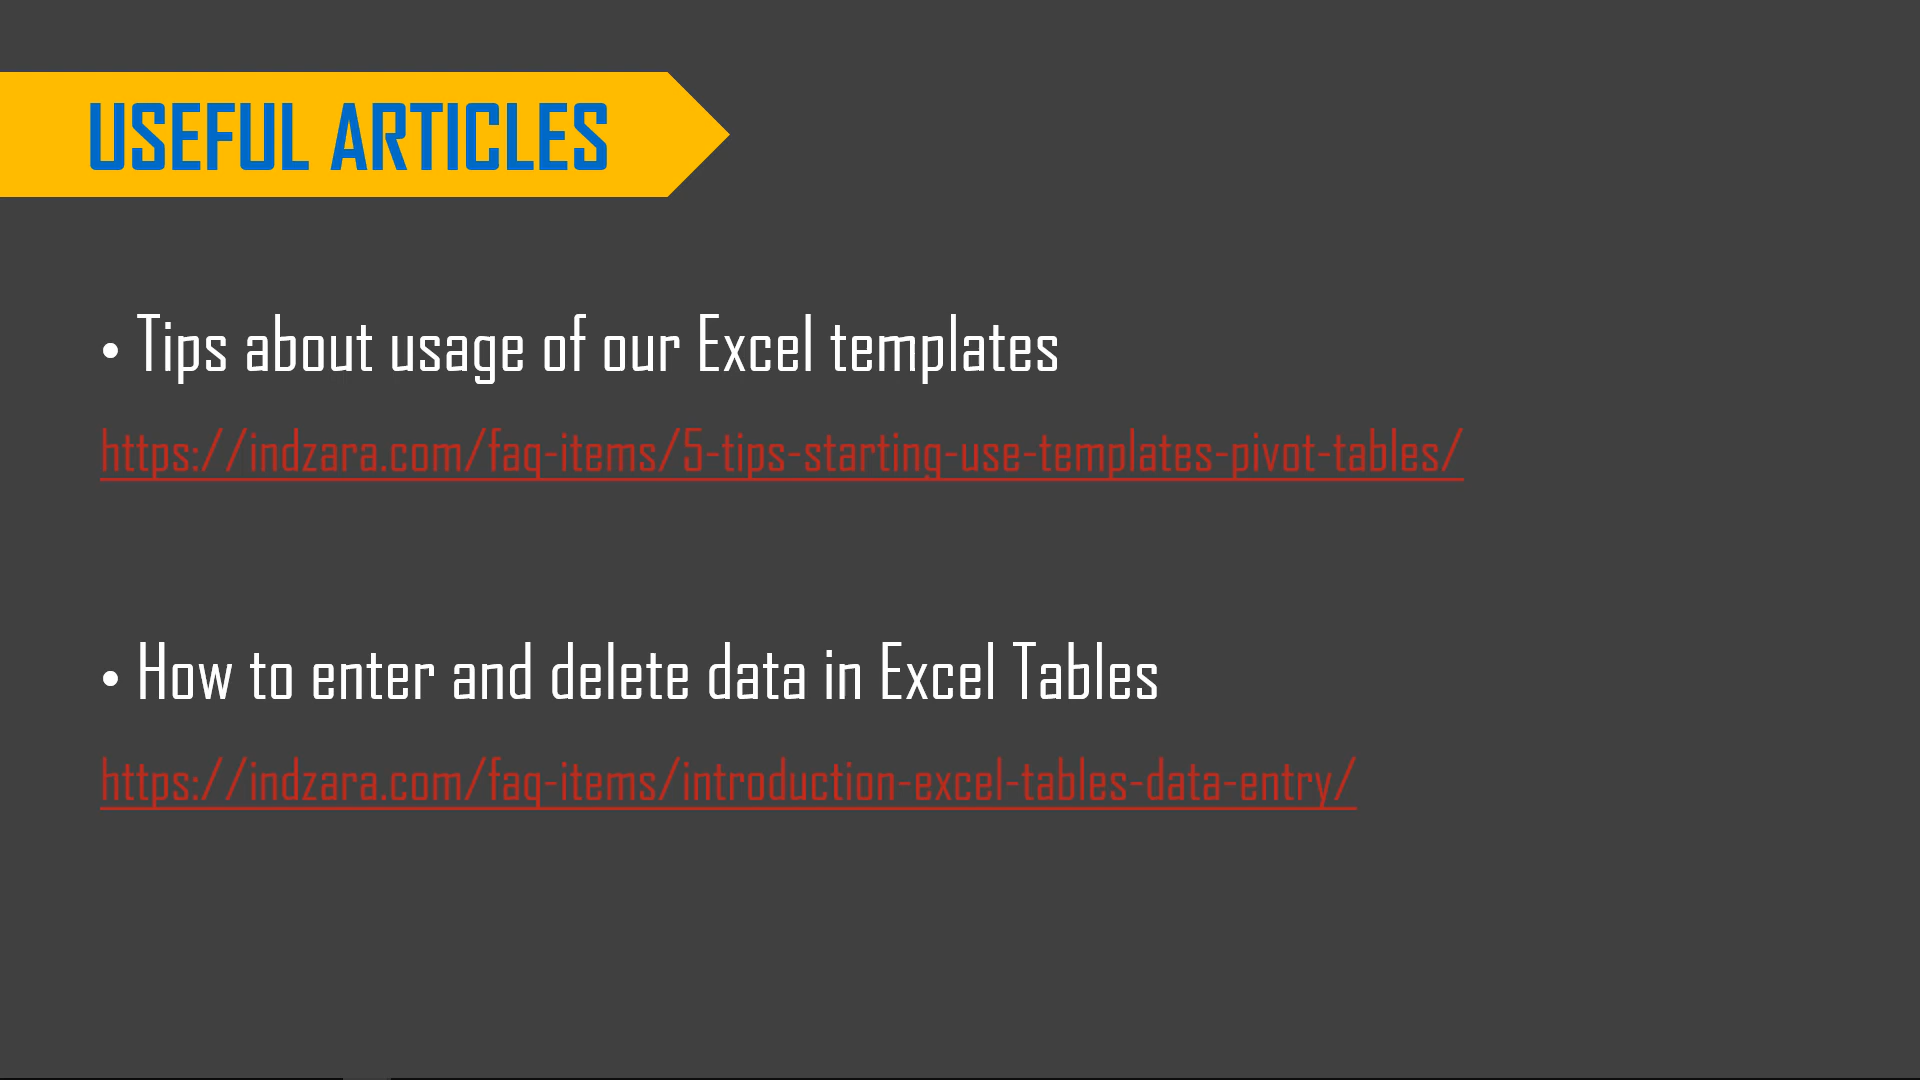 USEFUL ARTICLES
• Tips about usage of our Excel templates
https://indzara.com/faq-items/5-tips-starting-use-templates-pivot-tables/
• How to enter and delete data in Excel Tables
https://indzara.com/faq-items/introduction-excel-tables-data-entry/